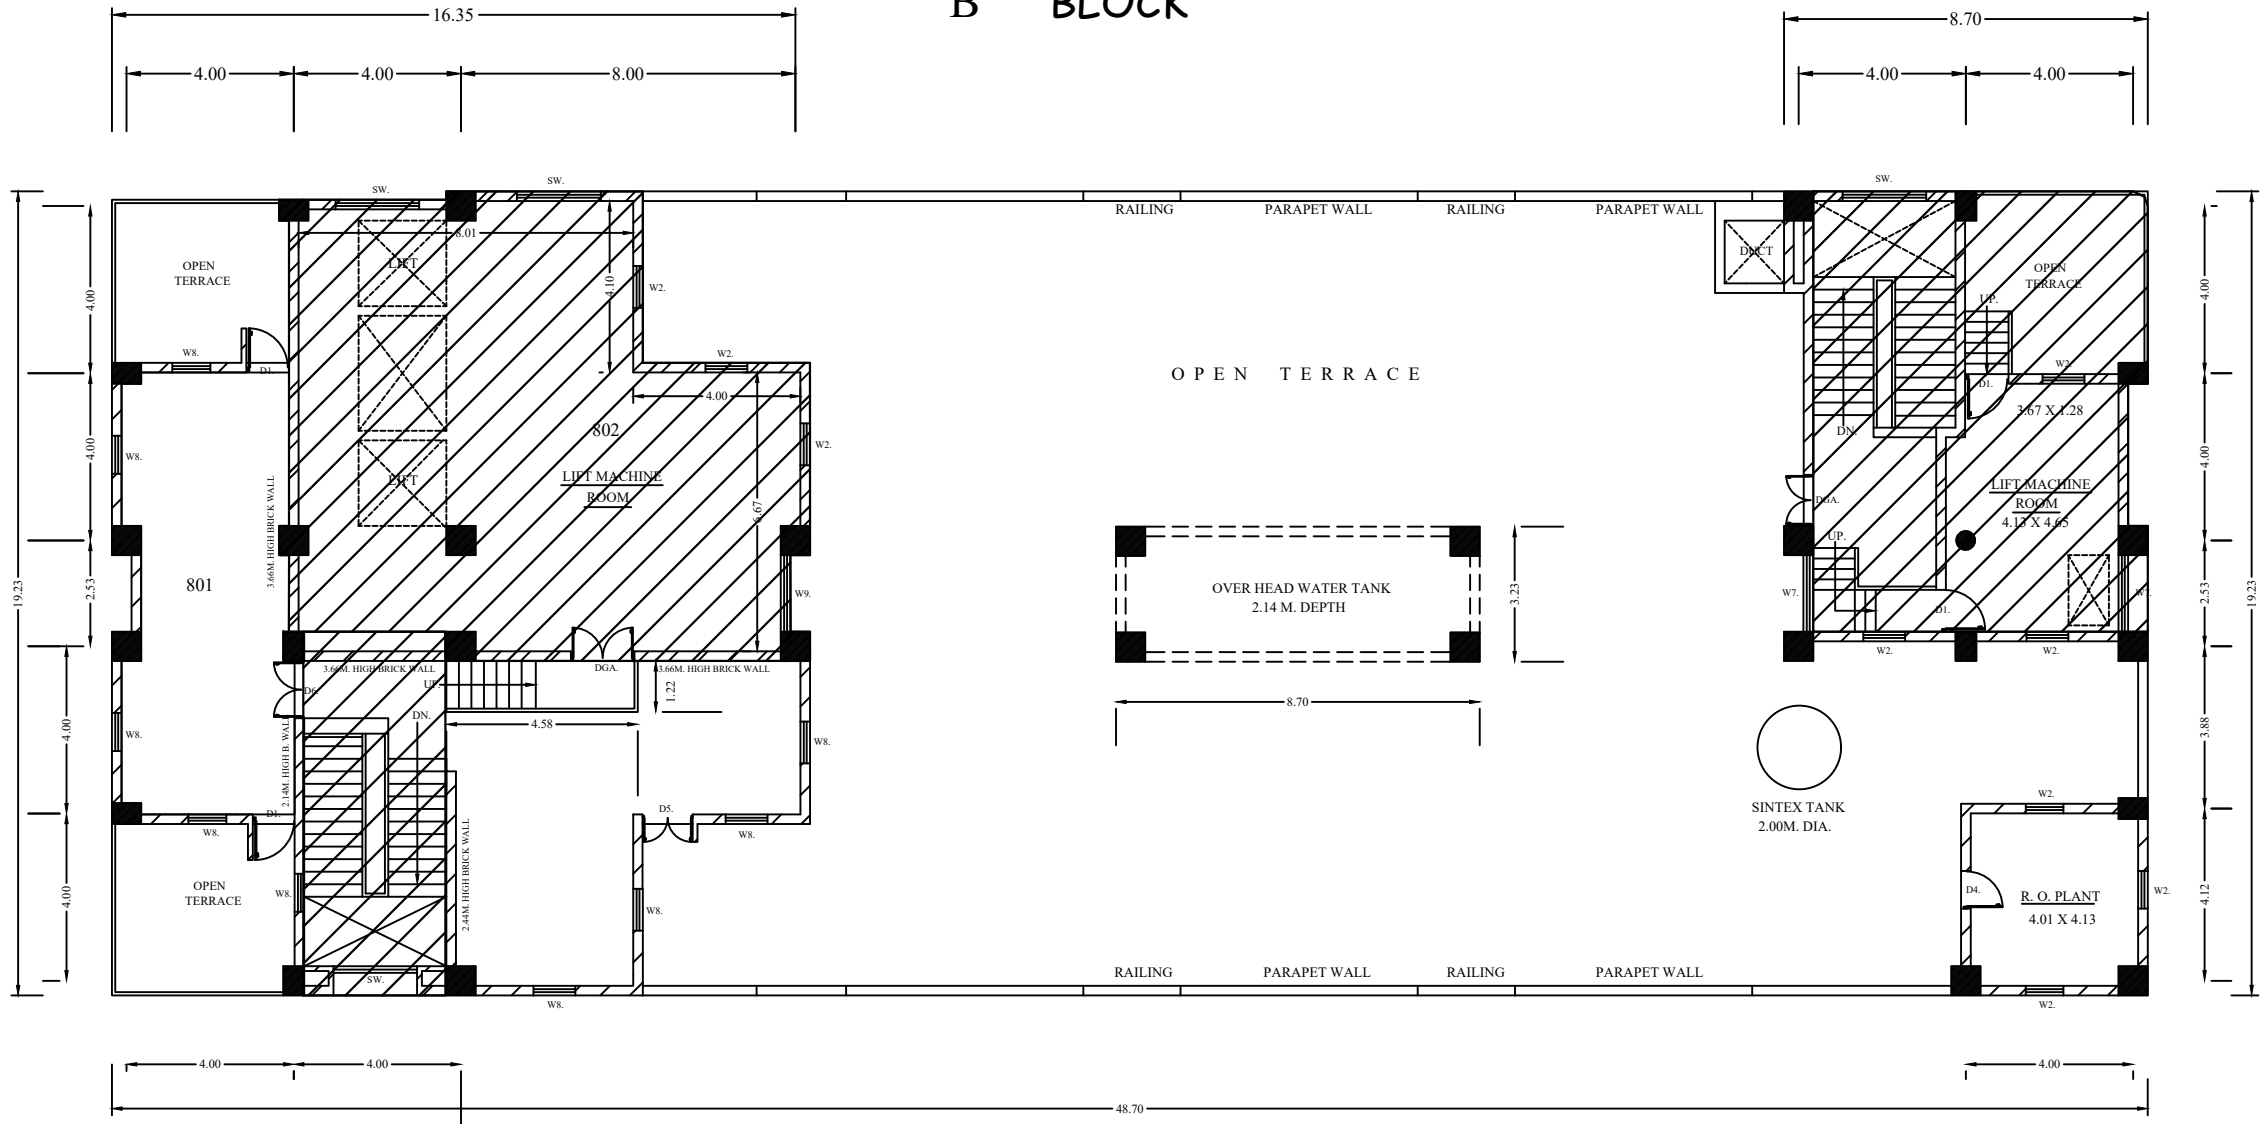 B BLOCK
16.35
8.70
4.00 4.00 8.00
4.00 4.00
SW.
SW.
SW.
RAILING PARAPET WALL RAILING PARAPET WALL
8.01
LIFT
OPEN
TERRACE
4.10
W2.
DUCT
OPEN
TERRACE
UP.
4.00
4.00
W8.
D1.
W2.
OPEN TERRACE
W2.
D1.
4.00
3.67 X 1.28
802
DN.
W8.
4.00
W2.
4.00
LIFT
LIFT MACHINE
ROOM
LIFT MACHINE
ROOM
4.13 X 4.65
DGA.
6.67
3.66M. HIGH BRICK WALL
UP.
801
2.53
19.23
W9.
OVER HEAD WATER TANK
2.14 M. DEPTH
3.23
W7.
D1.
2.53
19.23
W2.
W2.
3.66M. HIGH BRICK WALL
DGA.
3.66M. HIGH BRICK WALL
UP.
D6.
1.22
8.70
DN.
4.58
4.00
W8.
2.14M. HIGH B. WALL
W8.
3.88
SINTEX TANK
2.00M. DIA.
W2.
D1.
W8.
D5.
W8.
2.44M. HIGH BRICK WALL
OPEN
TERRACE
W8.
4.00
W8.
D4.
R. O. PLANT
4.01 X 4.13
W2.
4.12
RAILING PARAPET WALL RAILING PARAPET WALL
SW.
W8.
W2.
4.00 4.00
4.00
48.70